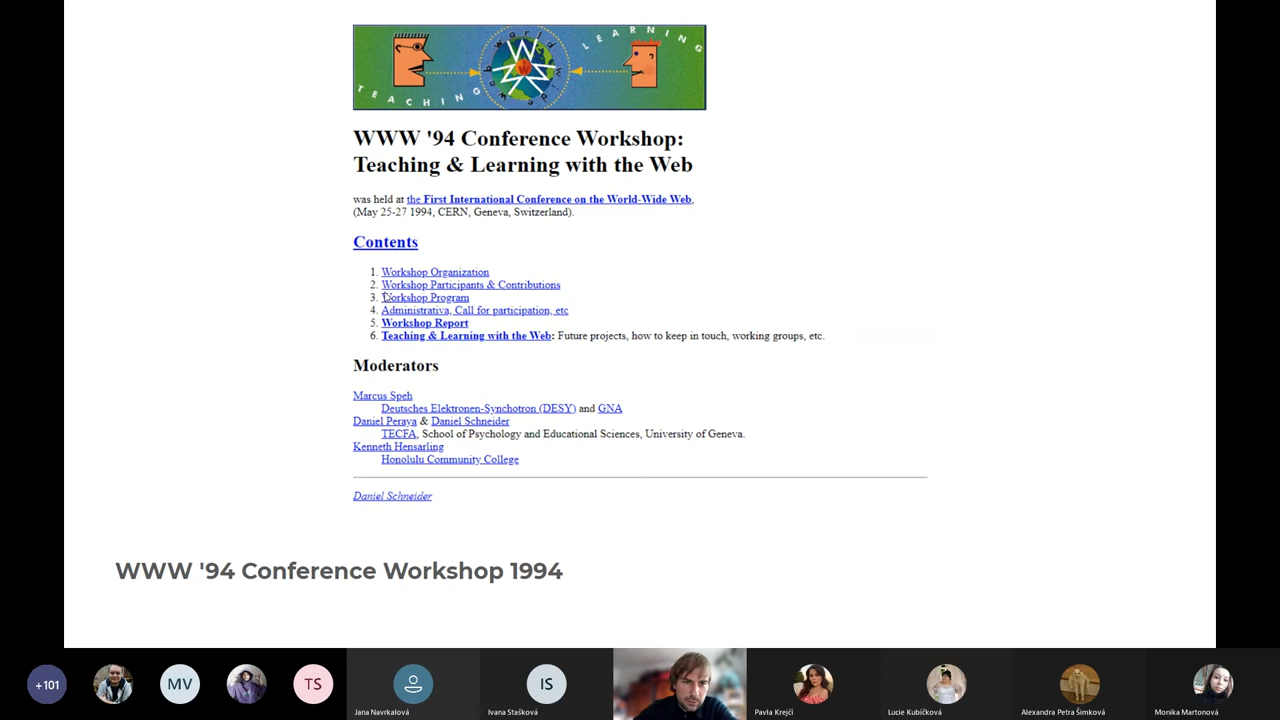 TEACHING
world wide web
LEARNING
WWW '94 Conference Workshop:
Teaching & Learning with the Web
was held at the First International Conference on the World-Wide Web,
(May 25-27 1994, CERN, Geneva, Switzerland).
Contents
1. Workshop Organization
2. Workshop Participants & Contributions
3. Workshop Program
4. Administrativa, Call for participation, etc
5. Workshop Report
6. Teaching & Learning with the Web: Future projects, how to keep in touch, working groups, etc.
Moderators
Marcus Speh
Deutsches Elektronen-Synchotron (DESY) and GNA
Daniel Peraya & Daniel Schneider
TECFA, School of Psychology and Educational Sciences, University of Geneva.
Kenneth Hensarling
Honolulu Community College
Daniel Schneider
WWW '94 Conference Workshop 1994
+101
MV
TS
IS
Jana Navrkalová
Ivana Stašková
Pavla Krejčí
Lucie Kubíčková
Alexandra Petra Šimková
Monika Martonová